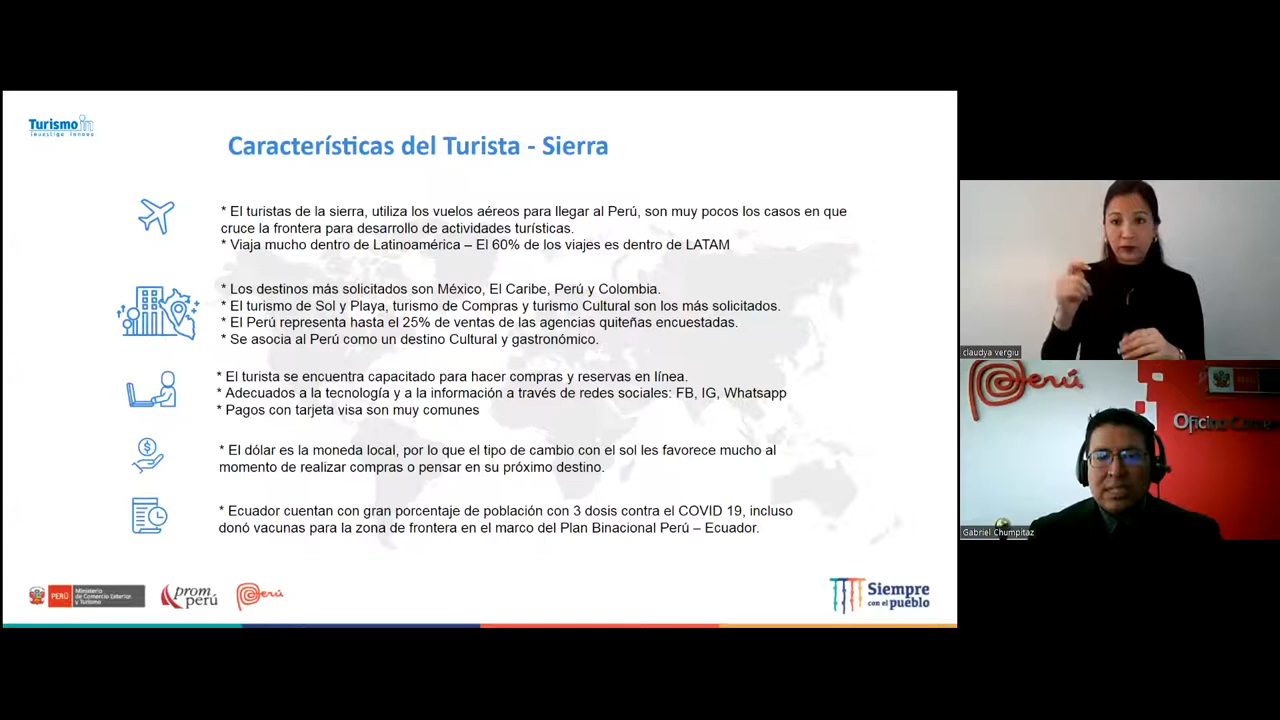 Turismo in
investiga tendos
Características del Turista - Sierra
* El turistas de la sierra, utiliza los vuelos aéreos para llegar al Perú, son muy pocos los casos en que
cruce la frontera para desarrollo de actividades turísticas.
* Viaja mucho dentro de Latinoamérica – El 60% de los viajes es dentro de LATAM
* Los destinos más solicitados son México, El Caribe, Perú y Colombia.
* El turismo de Sol y Playa, turismo de Compras y turismo Cultural son los más solicitados.
* El Perú representa hasta el 25% de ventas de las agencias quiteñas encuestadas.
* Se asocia al Perú como un destino Cultural y gastronómico.
* El turista se encuentra capacitado para hacer compras y reservas en línea.
* Adecuados a la tecnología y a la información a través de redes sociales: FB, IG, Whatsapp
* Pagos con tarjeta visa son muy comunes
* El dólar es la moneda local, por lo que el tipo de cambio con el sol les favorece mucho al
momento de realizar compras o pensar en su próximo destino.
* Ecuador cuentan con gran porcentaje de población con 3 dosis contra el COVID 19, incluso
donó vacunas para la zona de frontera en el marco del Plan Binacional Perú – Ecuador.
PERÚ
Ministerio
de Comercio Exterior
y Turismo
prom
perú
Perú
Siempre
con el pueblo
claudya vergiu
Perú
Oficina
Gabriel Chumpitaz